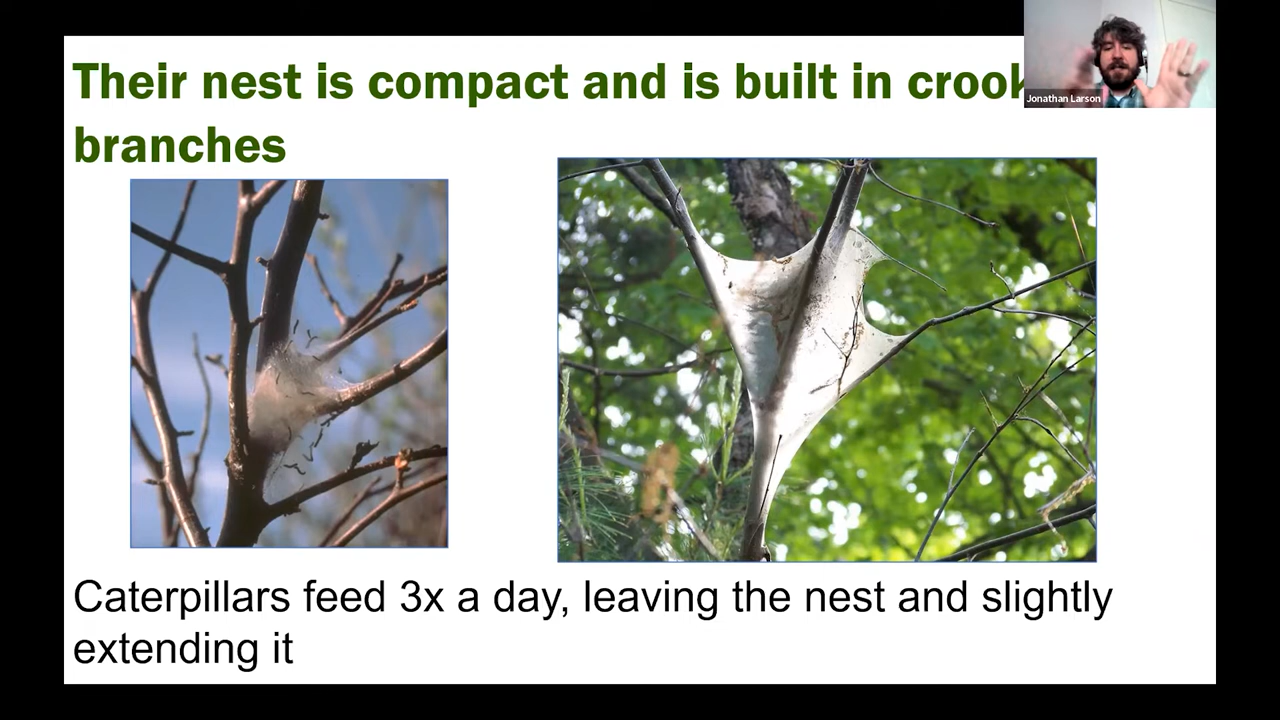 Their nest is compact and is built in crook
branches
Jonathan Larson
Caterpillars feed 3x a day, leaving the nest and slightly
extending it